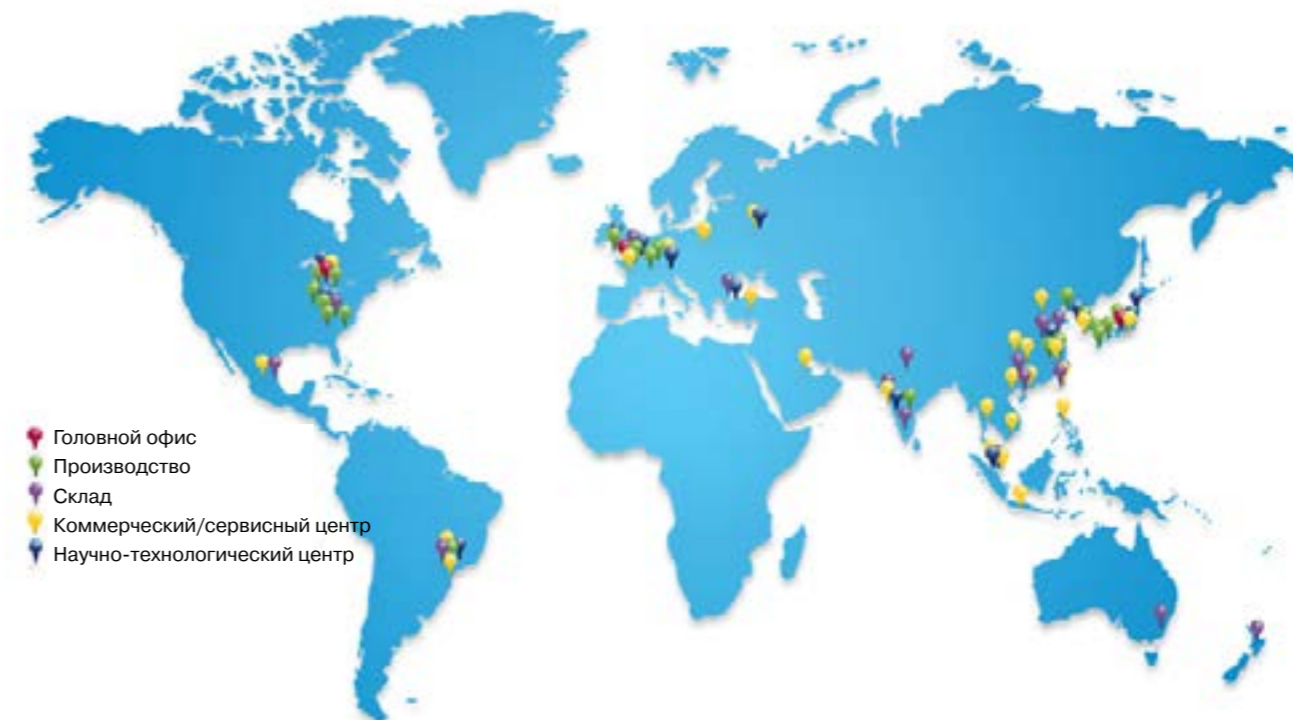 Головной офис
Производство
Склад
Коммерческий/сервисный центр
Научно-технологический центр